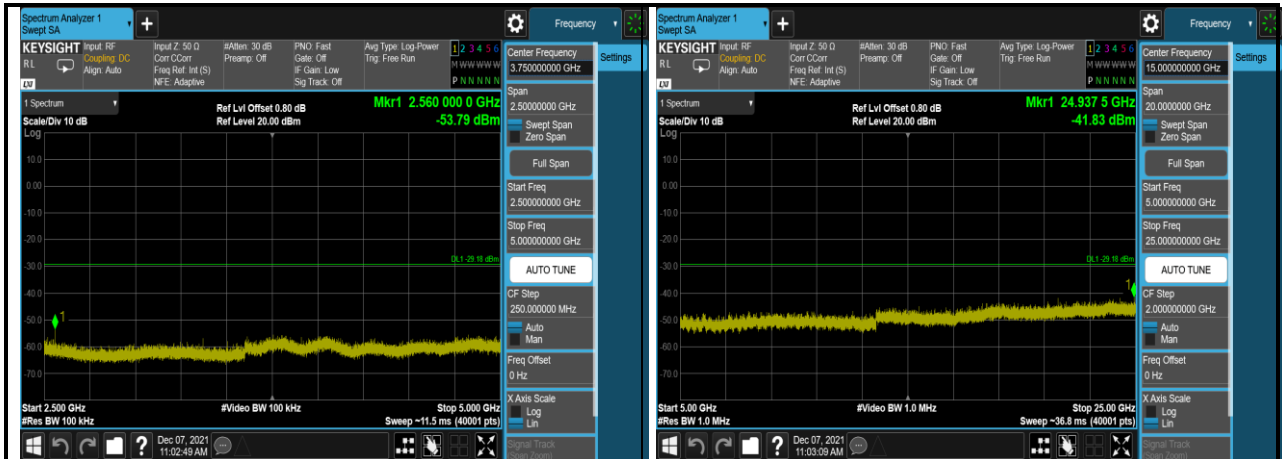 Spectrum Analyzer 1
Swept SA
Frequency
KEYSIGHT
RL
LXI
Input: RF
Coupling: DC
Align: Auto
Input Z: 50 Ω
Corr CCorr
Freq Ref: Int (S)
NFE: Adaptive
#Atten: 30 dB
Preamp: Off
PNO: Fast
Gate: Off
IF Gain: Low
Sig Track: Off
Avg Type: Log-Power
Trig: Free Run
1 2 3 4 5 6
M W W W W W
P N N N N N
Center Frequency
3.750000000 GHz
Settings
1 Spectrum
Scale/Div 10 dB
Log
Ref Lvl Offset 0.80 dB
Ref Level 20.00 dBm
Mkr1 2.560 000 0 GHz
-53.79 dBm
10.0
0.00
-10.0
-20.0
-30.0
-40.0
-50.0
-60.0
-70.0
DL1 -29.18 dBm
1
Span
2.50000000 GHz
Swept Span
Zero Span
Full Span
Start Freq
2.500000000 GHz
Stop Freq
5.000000000 GHz
AUTO TUNE
CF Step
250.000000 MHz
Auto
Man
Freq Offset
0 Hz
X Axis Scale
Log
Lin
Signal Track
(Span Zoom)
Start 2.500 GHz
#Res BW 100 kHz
#Video BW 100 kHz
Stop 5.000 GHz
Sweep ~11.5 ms (40001 pts)
?
Dec 07, 2021
11:02:49 AM
Spectrum Analyzer 1
Swept SA
Frequency
KEYSIGHT
RL
LXI
Input: RF
Coupling: DC
Align: Auto
Input Z: 50 Ω
Corr CCorr
Freq Ref: Int (S)
NFE: Adaptive
#Atten: 30 dB
Preamp: Off
PNO: Fast
Gate: Off
IF Gain: Low
Sig Track: Off
Avg Type: Log-Power
Trig: Free Run
1 2 3 4 5 6
M W W W W W
P N N N N N
Center Frequency
15.000000000 GHz
Settings
1 Spectrum
Scale/Div 10 dB
Log
Ref Lvl Offset 0.80 dB
Ref Level 20.00 dBm
Mkr1 24.937 5 GHz
-41.83 dBm
10.0
0.00
-10.0
-20.0
-30.0
-40.0
-50.0
-60.0
-70.0
DL1 -29.18 dBm
1
Span
20.0000000 GHz
Swept Span
Zero Span
Full Span
Start Freq
5.000000000 GHz
Stop Freq
25.000000000 GHz
AUTO TUNE
CF Step
2.000000000 GHz
Auto
Man
Freq Offset
0 Hz
X Axis Scale
Log
Lin
Signal Track
(Span Zoom)
Start 5.00 GHz
#Res BW 1.0 MHz
#Video BW 1.0 MHz
Stop 25.00 GHz
Sweep ~36.8 ms (40001 pts)
?
Dec 07, 2021
11:03:09 AM